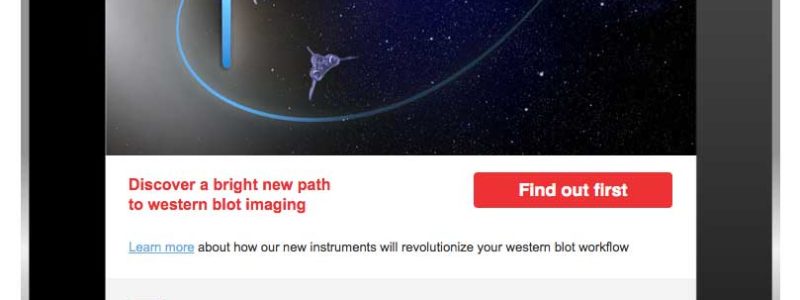 Discover a bright new path
to western blot imaging
Find out first
Learn more about how our new instruments will revolutionize your western blot workflow